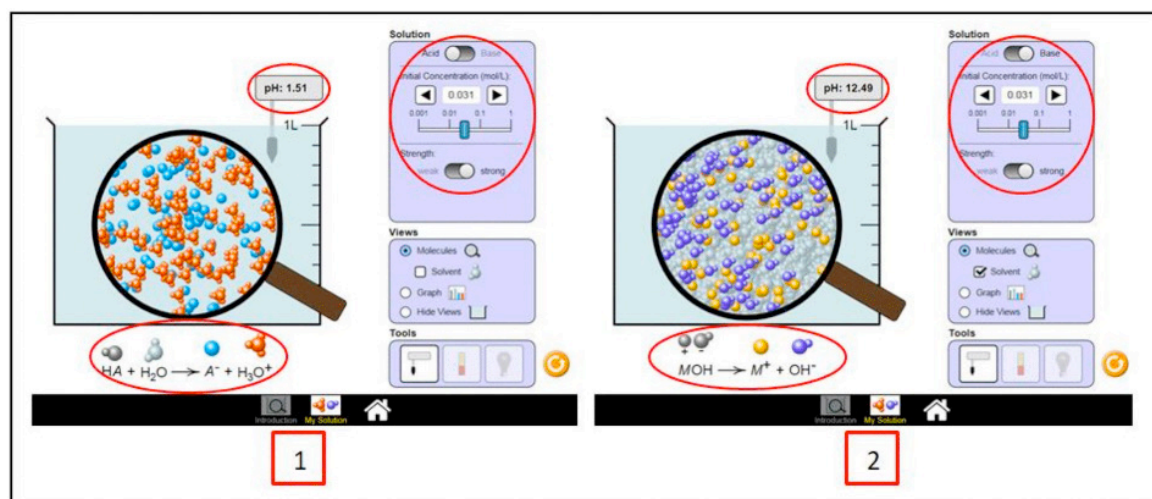 Solution
Acid Base
Initial Concentration (mol/L):
0.031
0.001 0.01 0.1 1
Strength:
weak strong
pH: 1.51
1L
Views
Molecules
Solvent
Graph
Hide Views
Tools
HA + H₂O → A⁻ + H₃O⁺
Introduction My Solution
1
Solution
Acid Base
Initial Concentration (mol/L):
0.031
0.001 0.01 0.1 1
Strength:
weak strong
pH: 12.49
1L
Views
Molecules
Solvent
Graph
Hide Views
Tools
+ -
MOH → M⁺ + OH⁻
Introduction My Solution
2